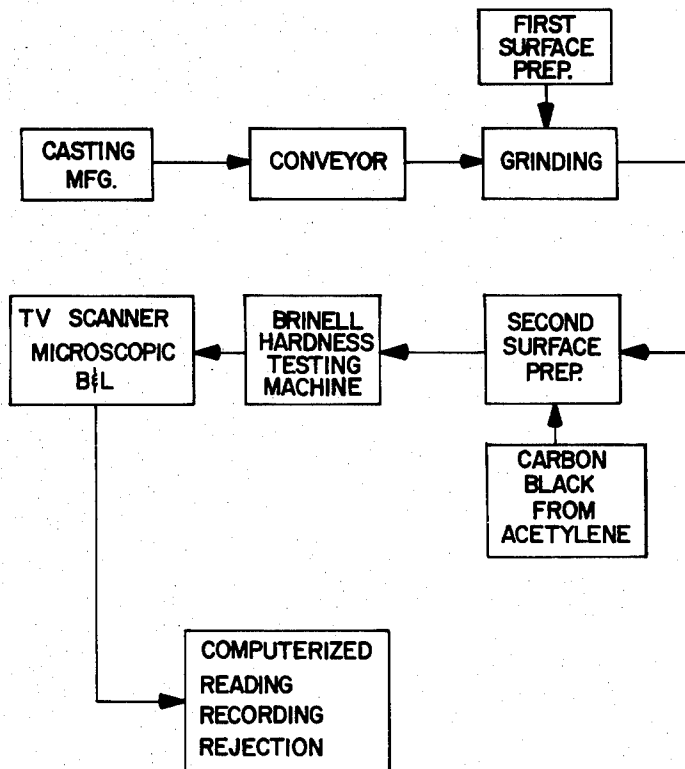 FIRST
SURFACE
PREP.
CASTING
MFG.
CONVEYOR
GRINDING
TV SCANNER
MICROSCOPIC
B&L
BRINELL
HARDNESS
TESTING
MACHINE
SECOND
SURFACE
PREP.
CARBON
BLACK
FROM
ACETYLENE
COMPUTERIZED
READING
RECORDING
REJECTION